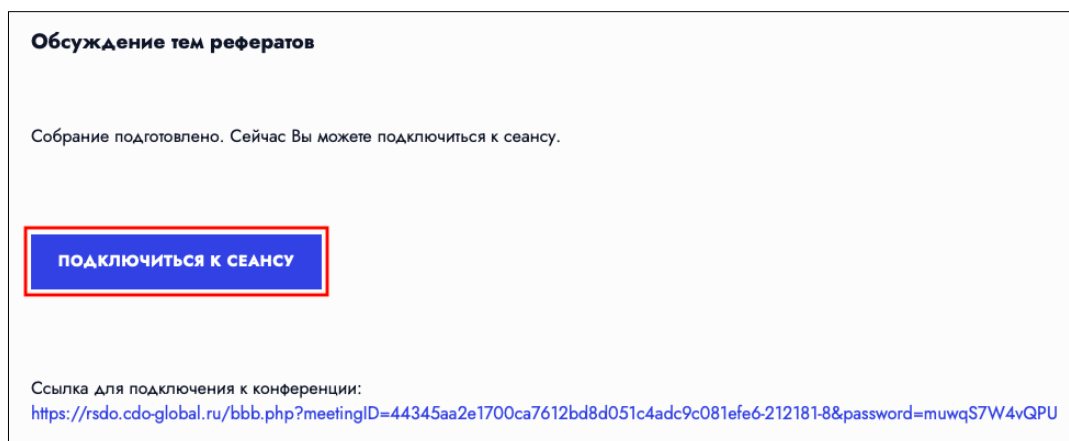 Обсуждение тем рефератов
Собрание подготовлено. Сейчас Вы можете подключиться к сеансу.
ПОДКЛЮЧИТЬСЯ К СЕАНСУ
Ссылка для подключения к конференции:
https://rsdo.cdo-global.ru/bbb.php?meetingID=44345aa2e1700ca7612bd8d051c4adc9c081efe6-212181-8&password=muwqS7W4vQPU